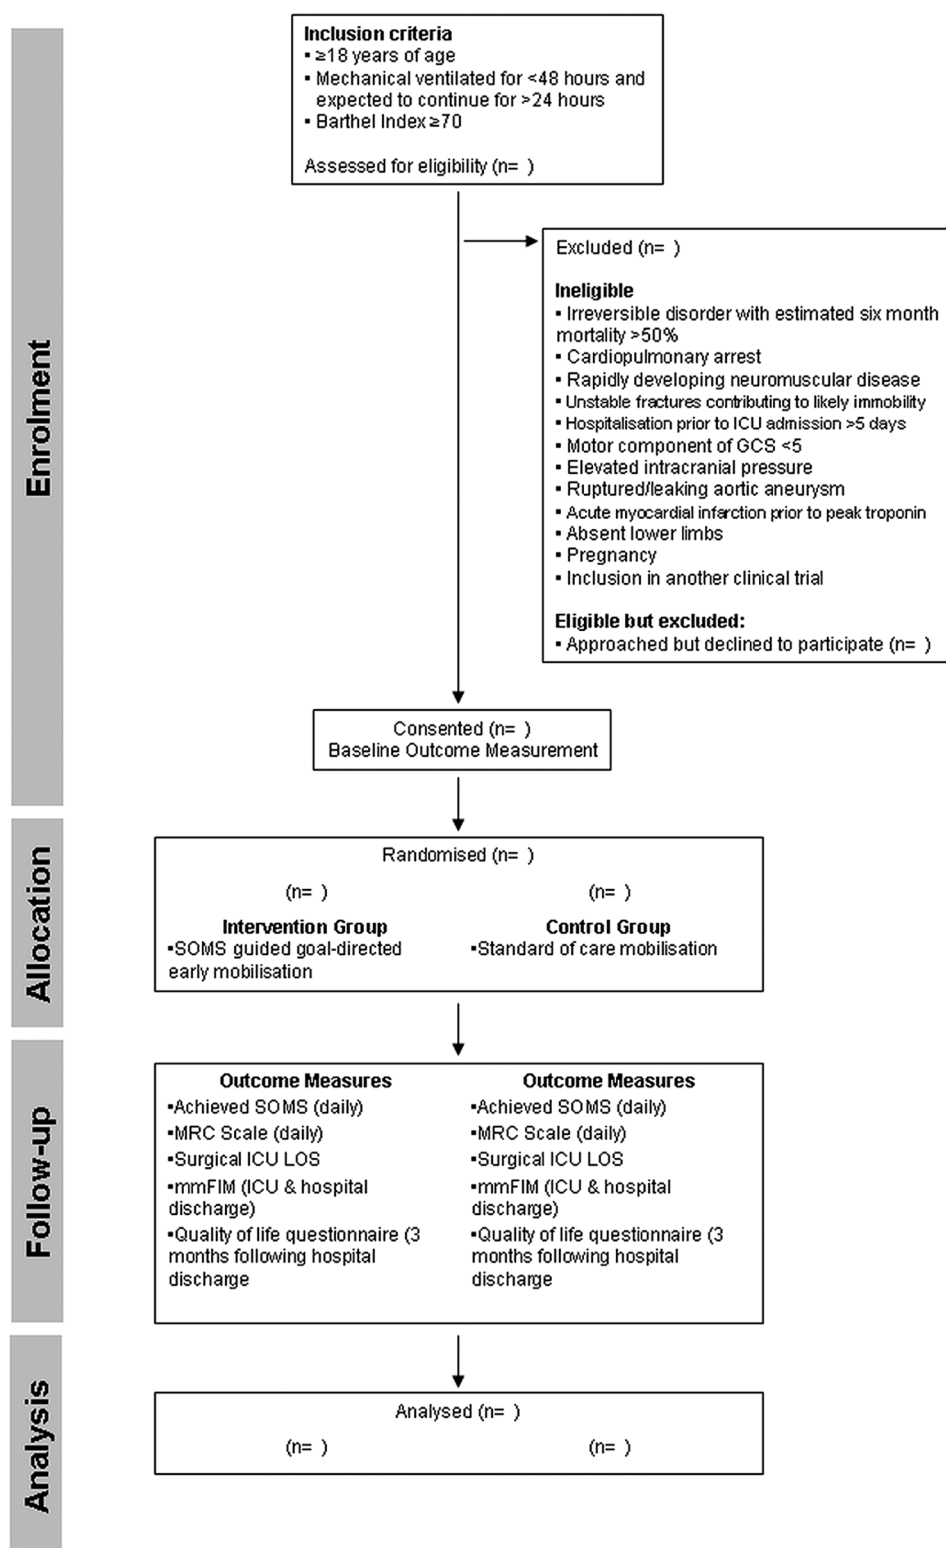 Enrolment
Inclusion criteria
▪ ≥18 years of age
▪ Mechanical ventilated for <48 hours and
expected to continue for >24 hours
▪ Barthel Index ≥70
Assessed for eligibility (n= )
Excluded (n= )
Ineligible
▪ Irreversible disorder with estimated six month
mortality >50%
▪ Cardiopulmonary arrest
▪ Rapidly developing neuromuscular disease
▪ Unstable fractures contributing to likely immobility
▪ Hospitalisation prior to ICU admission >5 days
▪ Motor component of GCS <5
▪ Elevated intracranial pressure
▪ Ruptured/leaking aortic aneurysm
▪ Acute myocardial infarction prior to peak troponin
▪ Absent lower limbs
▪ Pregnancy
▪ Inclusion in another clinical trial
Eligible but excluded:
▪ Approached but declined to participate (n= )
Consented (n= )
Baseline Outcome Measurement
Allocation
Randomised (n= )
(n= )
Intervention Group
▪SOMS guided goal-directed
early mobilisation
(n= )
Control Group
▪Standard of care mobilisation
Follow-up
Outcome Measures
▪Achieved SOMS (daily)
▪MRC Scale (daily)
▪Surgical ICU LOS
▪mmFIM (ICU & hospital
discharge)
▪Quality of life questionnaire (3
months following hospital
discharge
Outcome Measures
▪Achieved SOMS (daily)
▪MRC Scale (daily)
▪Surgical ICU LOS
▪mmFIM (ICU & hospital
discharge)
▪Quality of life questionnaire (3
months following hospital
discharge
Analysis
Analysed (n= )
(n= )
(n= )